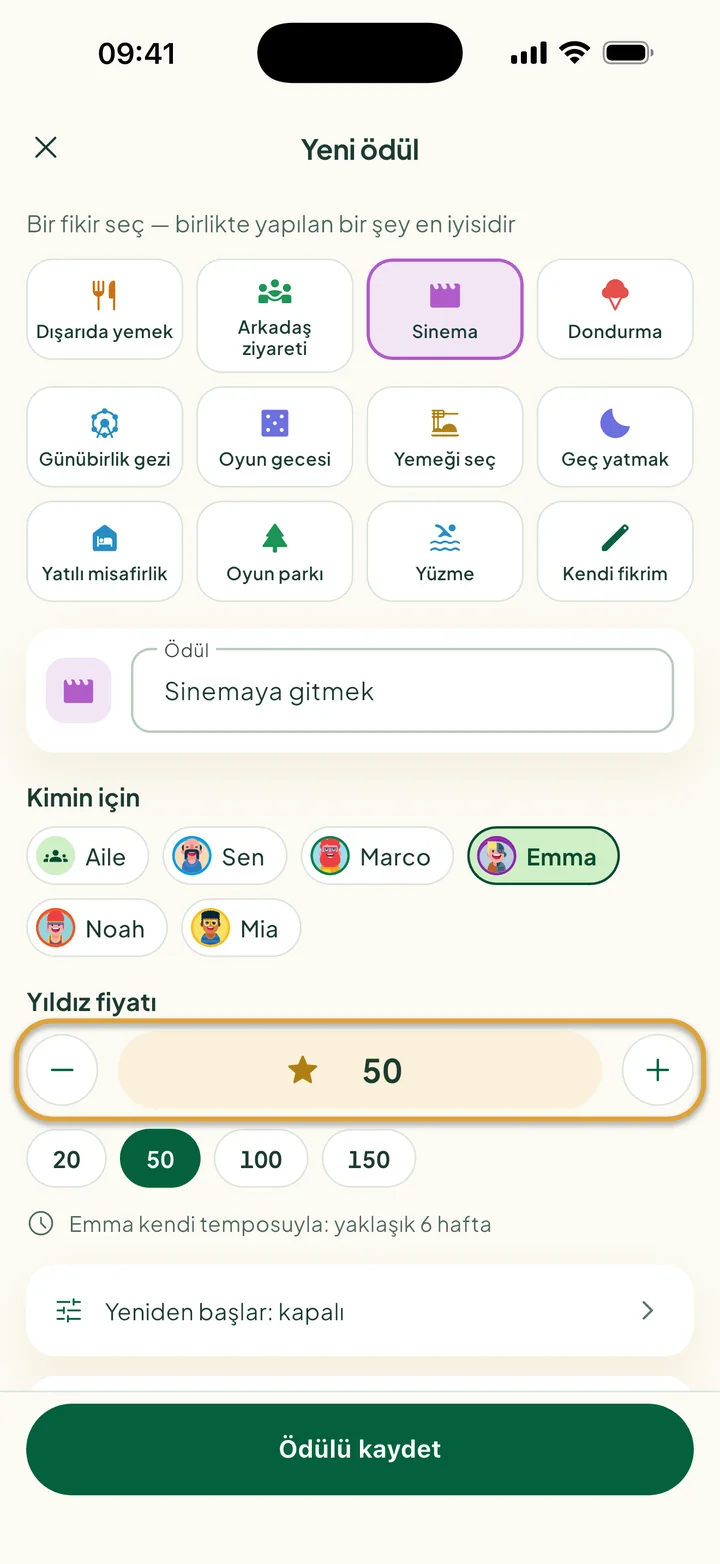 09:41
Yeni ödül
Bir fikir seç — birlikte yapılan bir şey en iyisidir
Dışarıda yemek
Arkadaş
ziyareti
Sinema
Dondurma
Günübirlik gezi
Oyun gecesi
Yemeği seç
Geç yatmak
Yatılı misafirlik
Oyun parkı
Yüzme
Kendi fikrim
Ödül
Sinemaya gitmek
Kimin için
Aile
Sen
Marco
Emma
Noah
Mia
Yıldız fiyatı
50
20
50
100
150
Emma kendi temposuyla: yaklaşık 6 hafta
Yeniden başlar: kapalı
Ödülü kaydet